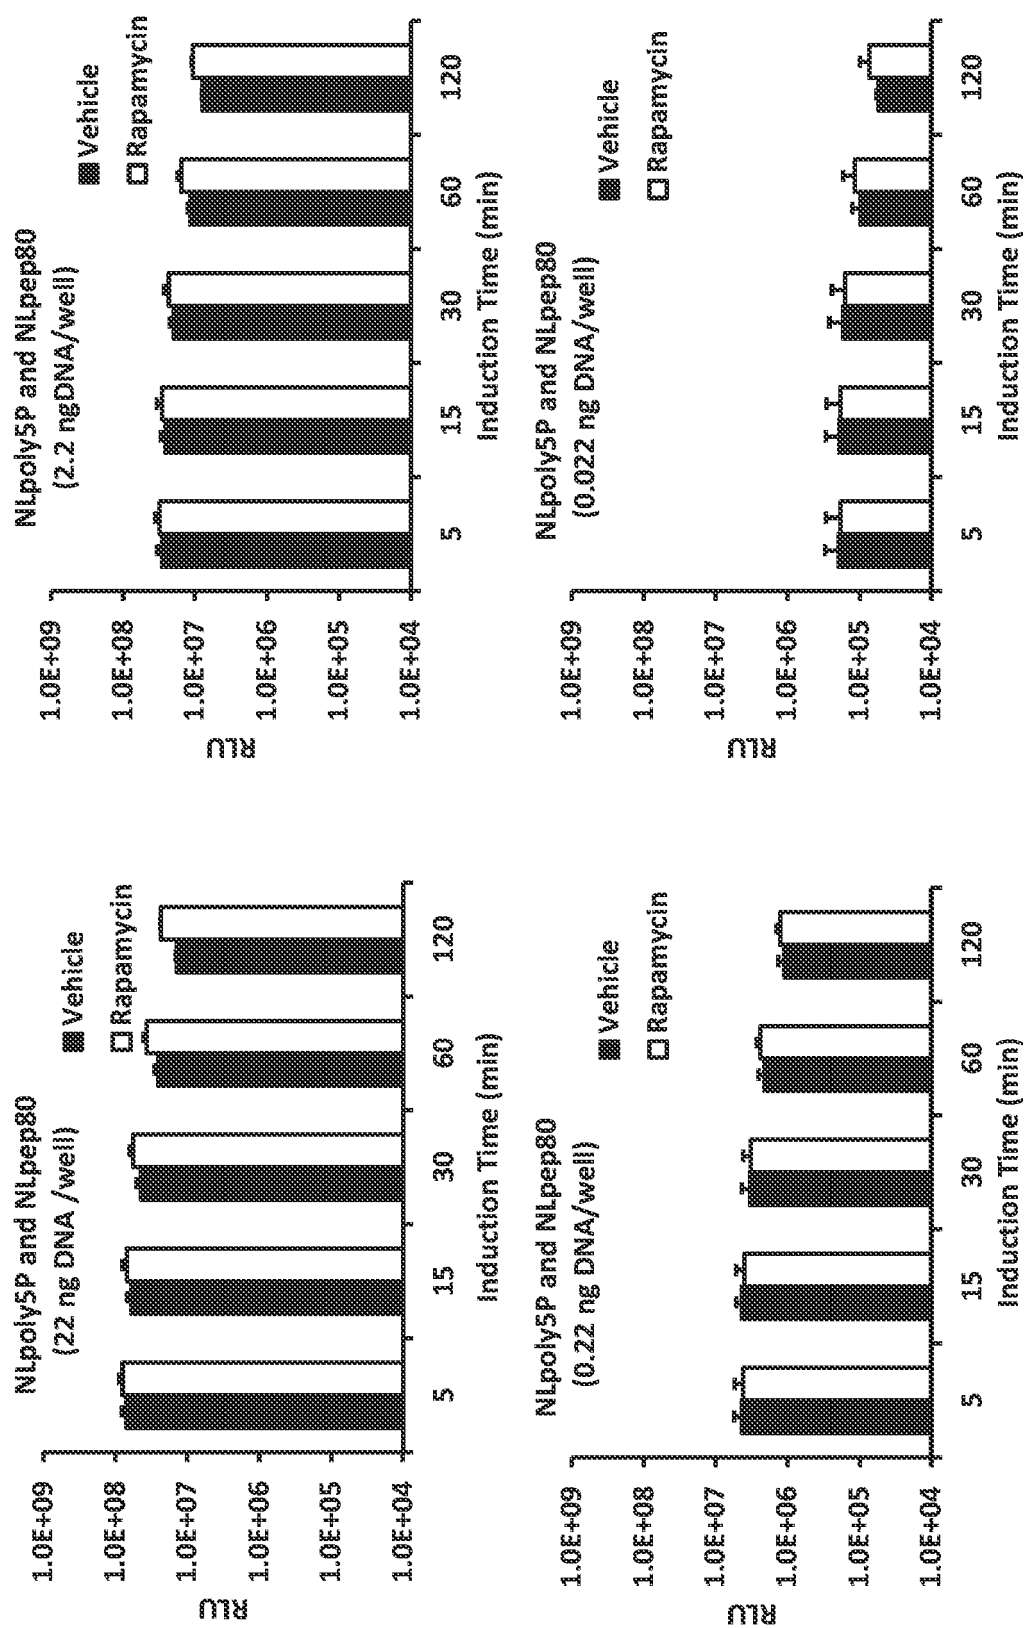 NLpoly5P and NLpep80
(22 ng DNA /well)
1.0E+09
1.0E+08
1.0E+07
1.0E+06
1.0E+05
1.0E+04
RLU
Vehicle
Rapamycin
5 15 30 60 120
Induction Time (min)
NLpoly5P and NLpep80
(2.2 ngDNA/well)
1.0E+09
1.0E+08
1.0E+07
1.0E+06
1.0E+05
1.0E+04
RLU
Vehicle
Rapamycin
5 15 30 60 120
Induction Time (min)
NLpoly5P and NLpep80
(0.22 ng DNA/well)
1.0E+09
1.0E+08
1.0E+07
1.0E+06
1.0E+05
1.0E+04
RLU
Vehicle
Rapamycin
5 15 30 60 120
Induction Time (min)
NLpoly5P and NLpep80
(0.022 ng DNA/well)
1.0E+09
1.0E+08
1.0E+07
1.0E+06
1.0E+05
1.0E+04
RLU
Vehicle
Rapamycin
5 15 30 60 120
Induction Time (min)